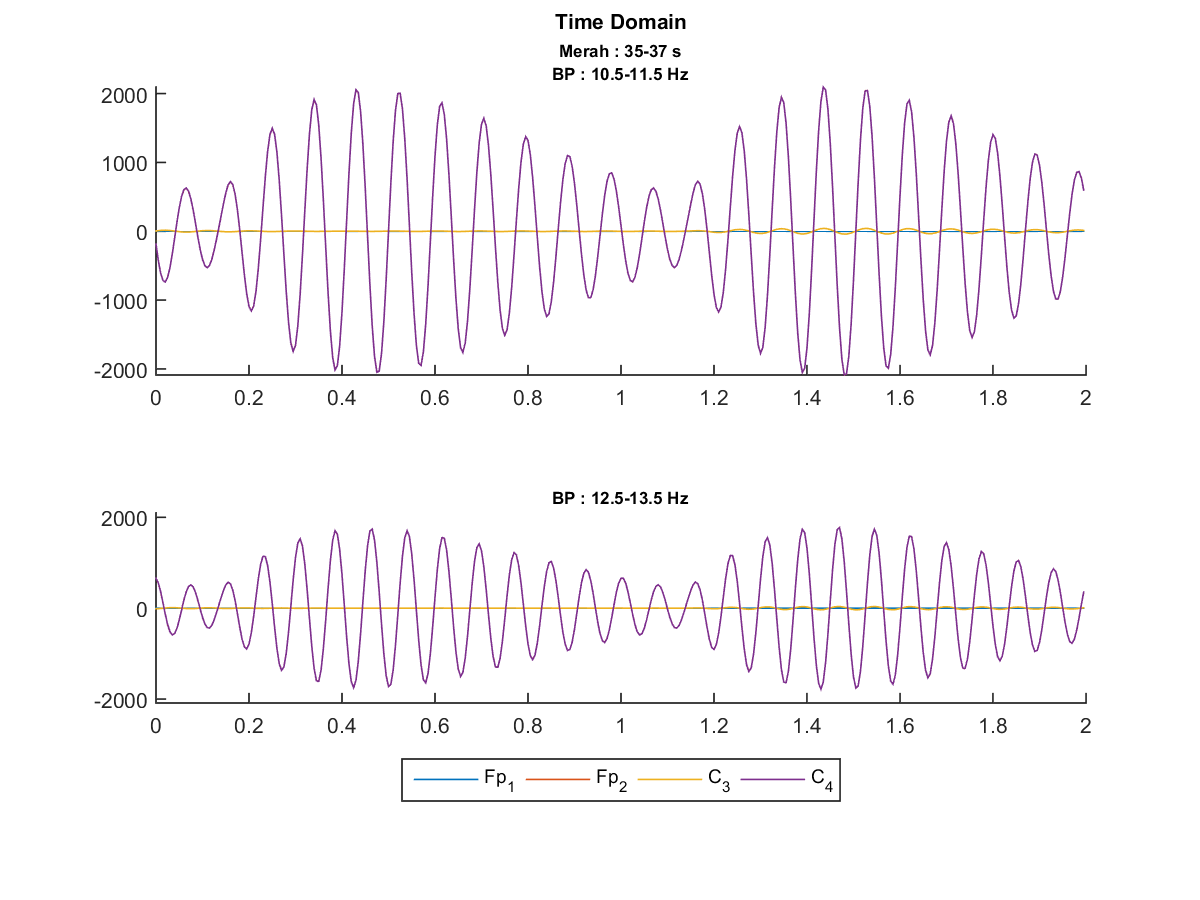 Time Domain
Merah : 35-37 s
BP : 10.5-11.5 Hz
2000
1000
0
-1000
-2000
0 0.2 0.4 0.6 0.8 1 1.2 1.4 1.6 1.8 2
BP : 12.5-13.5 Hz
2000
0
-2000
0 0.2 0.4 0.6 0.8 1 1.2 1.4 1.6 1.8 2
Fp1 Fp2 C3 C4